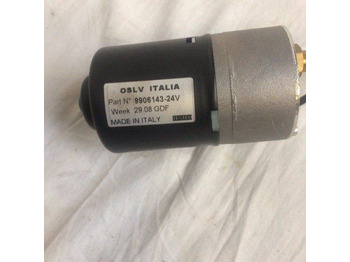 OSLV ITALIA
Part N° 9906143-24V
Week 29.08 GDF
MADE IN ITALY